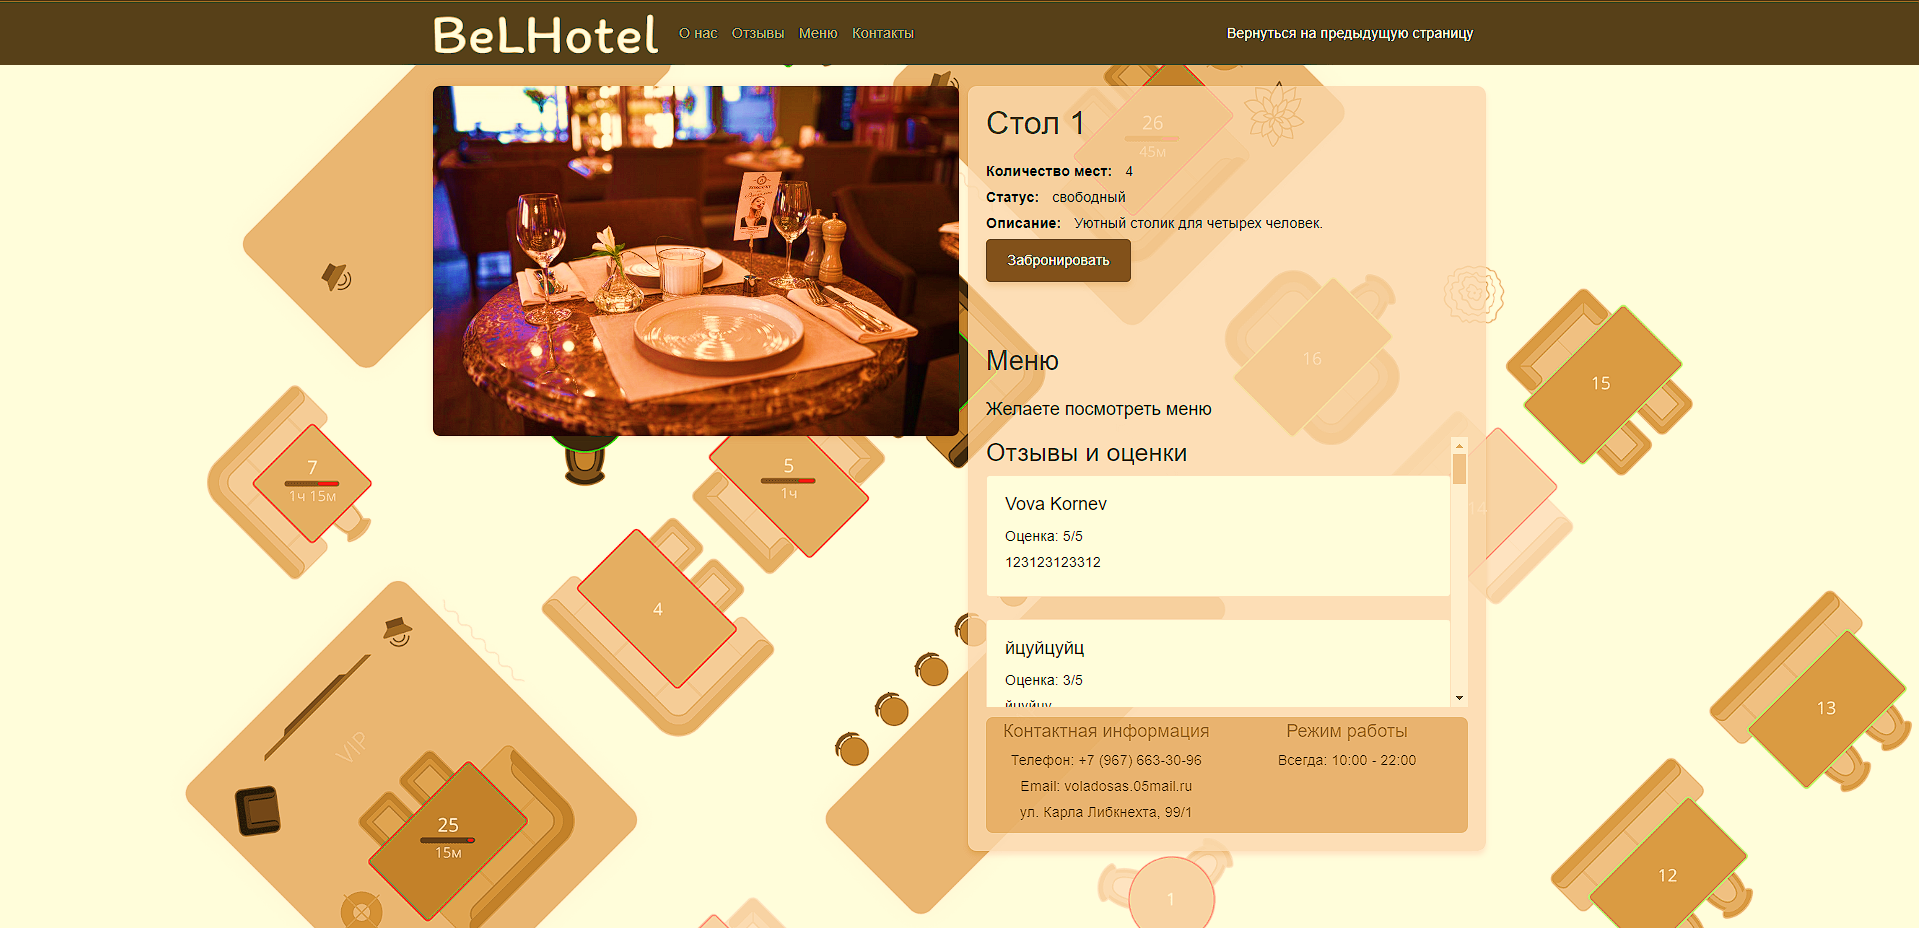 BeLHotel
О нас Отзывы Меню Контакты
Вернуться на предыдущую страницу
Стол 1
Количество мест: 4
Статус: свободный
Описание: Уютный столик для четырех человек.
Забронировать
Меню
Желаете посмотреть меню
Отзывы и оценки
Vova Kornev
Оценка: 5/5
123123123312
йцуйцуйц
Оценка: 3/5
йцуйцу
Контактная информация
Телефон: +7 (967) 663-30-96
Email: voladosas.05mail.ru
ул. Карла Либкнехта, 99/1
Режим работы
Всегда: 10:00 - 22:00
26
45м
16
15
14
7
1ч 15м
5
1ч
4
13
VIP
25
15м
12
1